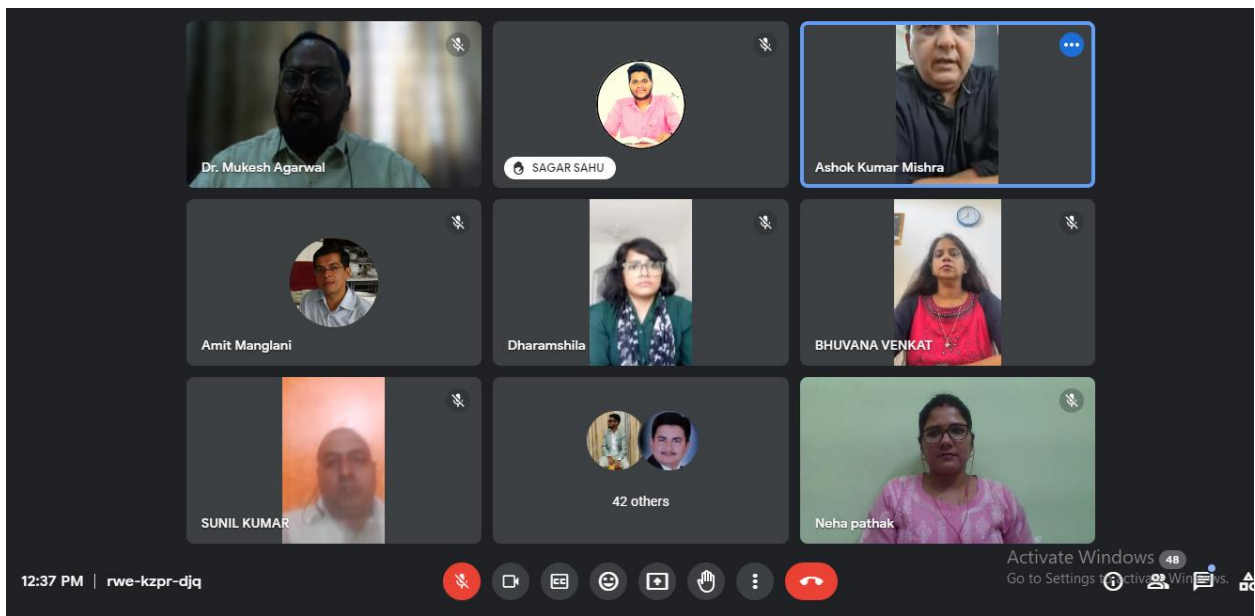 Dr. Mukesh Agarwal
SAGAR SAHU
Ashok Kumar Mishra
Amit Manglani
Dharamshila
BHUVANA VENKAT
SUNIL KUMAR
42 others
Neha pathak
Activate Windows
48
12:37 PM | rwe-kzpr-djq
CC
Go to Settings to activate Windows.